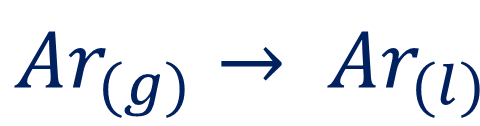 Ar(g) → Ar(l)